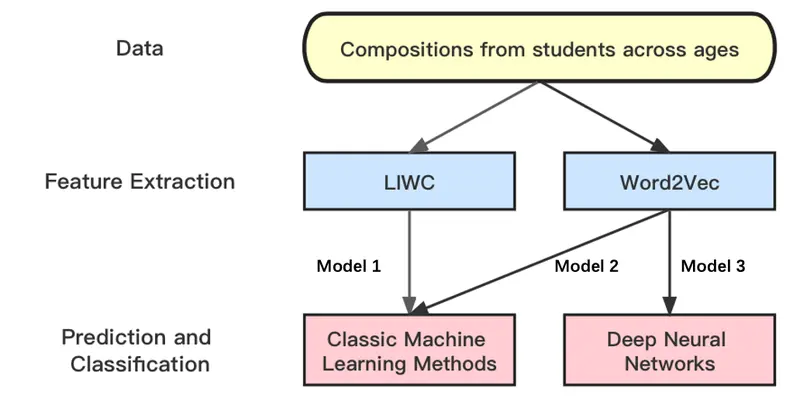 Data
Compositions from students across ages
Feature Extraction
LIWC
Word2Vec
Model 1
Model 2
Model 3
Prediction and
Classification
Classic Machine
Learning Methods
Deep Neural
Networks